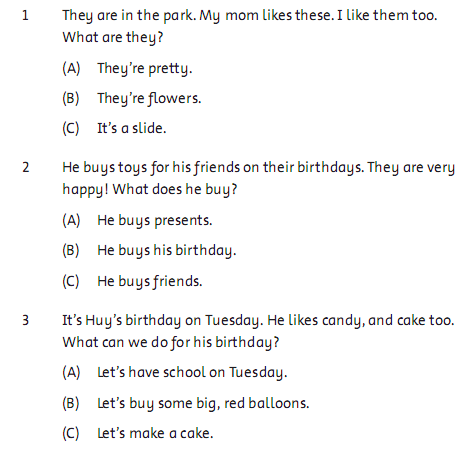 1 They are in the park. My mom likes these. I like them too.
What are they?
(A) They're pretty.
(B) They're flowers.
(C) It's a slide.
2 He buys toys for his friends on their birthdays. They are very
happy! What does he buy?
(A) He buys presents.
(B) He buys his birthday.
(C) He buys friends.
3 It's Huy's birthday on Tuesday. He likes candy, and cake too.
What can we do for his birthday?
(A) Let's have school on Tuesday.
(B) Let's buy some big, red balloons.
(C) Let's make a cake.